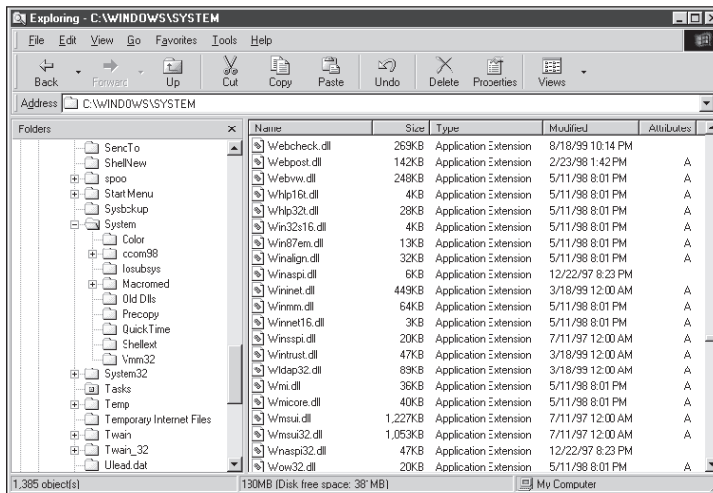 Exploring - C:\WINDOWS\SYSTEM
File Edit View Go Favorites Tools Help
Back Forward Up Cut Copy Paste Undo Delete Properties Views
Address C:\WINDOWS\SYSTEM
Folders
SendTo
ShellNew
spool
Start Menu
Sysbckup
System
Color
ccom98
Iosubsys
Macromed
Old Dlls
Precopy
QuickTime
Shellext
Vmm32
System32
Tasks
Temp
Temporary Internet Files
Twain
Twain_32
Ulead.dat
Name Size Type Modified Attributes
Webcheck.dll 269KB Application Extension 8/18/99 10:14 PM
Webpost.dll 142KB Application Extension 2/23/98 1:42 PM A
Webvw.dll 248KB Application Extension 5/11/98 8:01 PM A
Whlp16t.dll 4KB Application Extension 5/11/98 8:01 PM A
Whlp32t.dll 28KB Application Extension 5/11/98 8:01 PM A
Win32s16.dll 4KB Application Extension 5/11/98 8:01 PM A
Win87em.dll 13KB Application Extension 5/11/98 8:01 PM A
Winalign.dll 32KB Application Extension 5/11/98 8:01 PM A
Winaspi.dll 6KB Application Extension 12/22/97 8:23 PM
Wininet.dll 449KB Application Extension 3/18/99 12:00 AM A
Winmm.dll 64KB Application Extension 5/11/98 8:01 PM A
Winnet16.dll 3KB Application Extension 5/11/98 8:01 PM A
Winsspi.dll 20KB Application Extension 7/11/97 12:00 AM A
Wintrust.dll 47KB Application Extension 3/18/99 12:00 AM A
Wldap32.dll 89KB Application Extension 3/18/99 12:00 AM A
Wmi.dll 36KB Application Extension 5/11/98 8:01 PM A
Wmicore.dll 40KB Application Extension 5/11/98 8:01 PM A
Wmsui.dll 1,227KB Application Extension 7/11/97 12:00 AM A
Wmsui32.dll 1,053KB Application Extension 7/11/97 12:00 AM A
Wnaspi32.dll 47KB Application Extension 12/22/97 8:23 PM
Wow32.dll 20KB Application Extension 5/11/98 8:01 PM A
1,385 object(s) 130MB (Disk free space: 381MB) My Computer